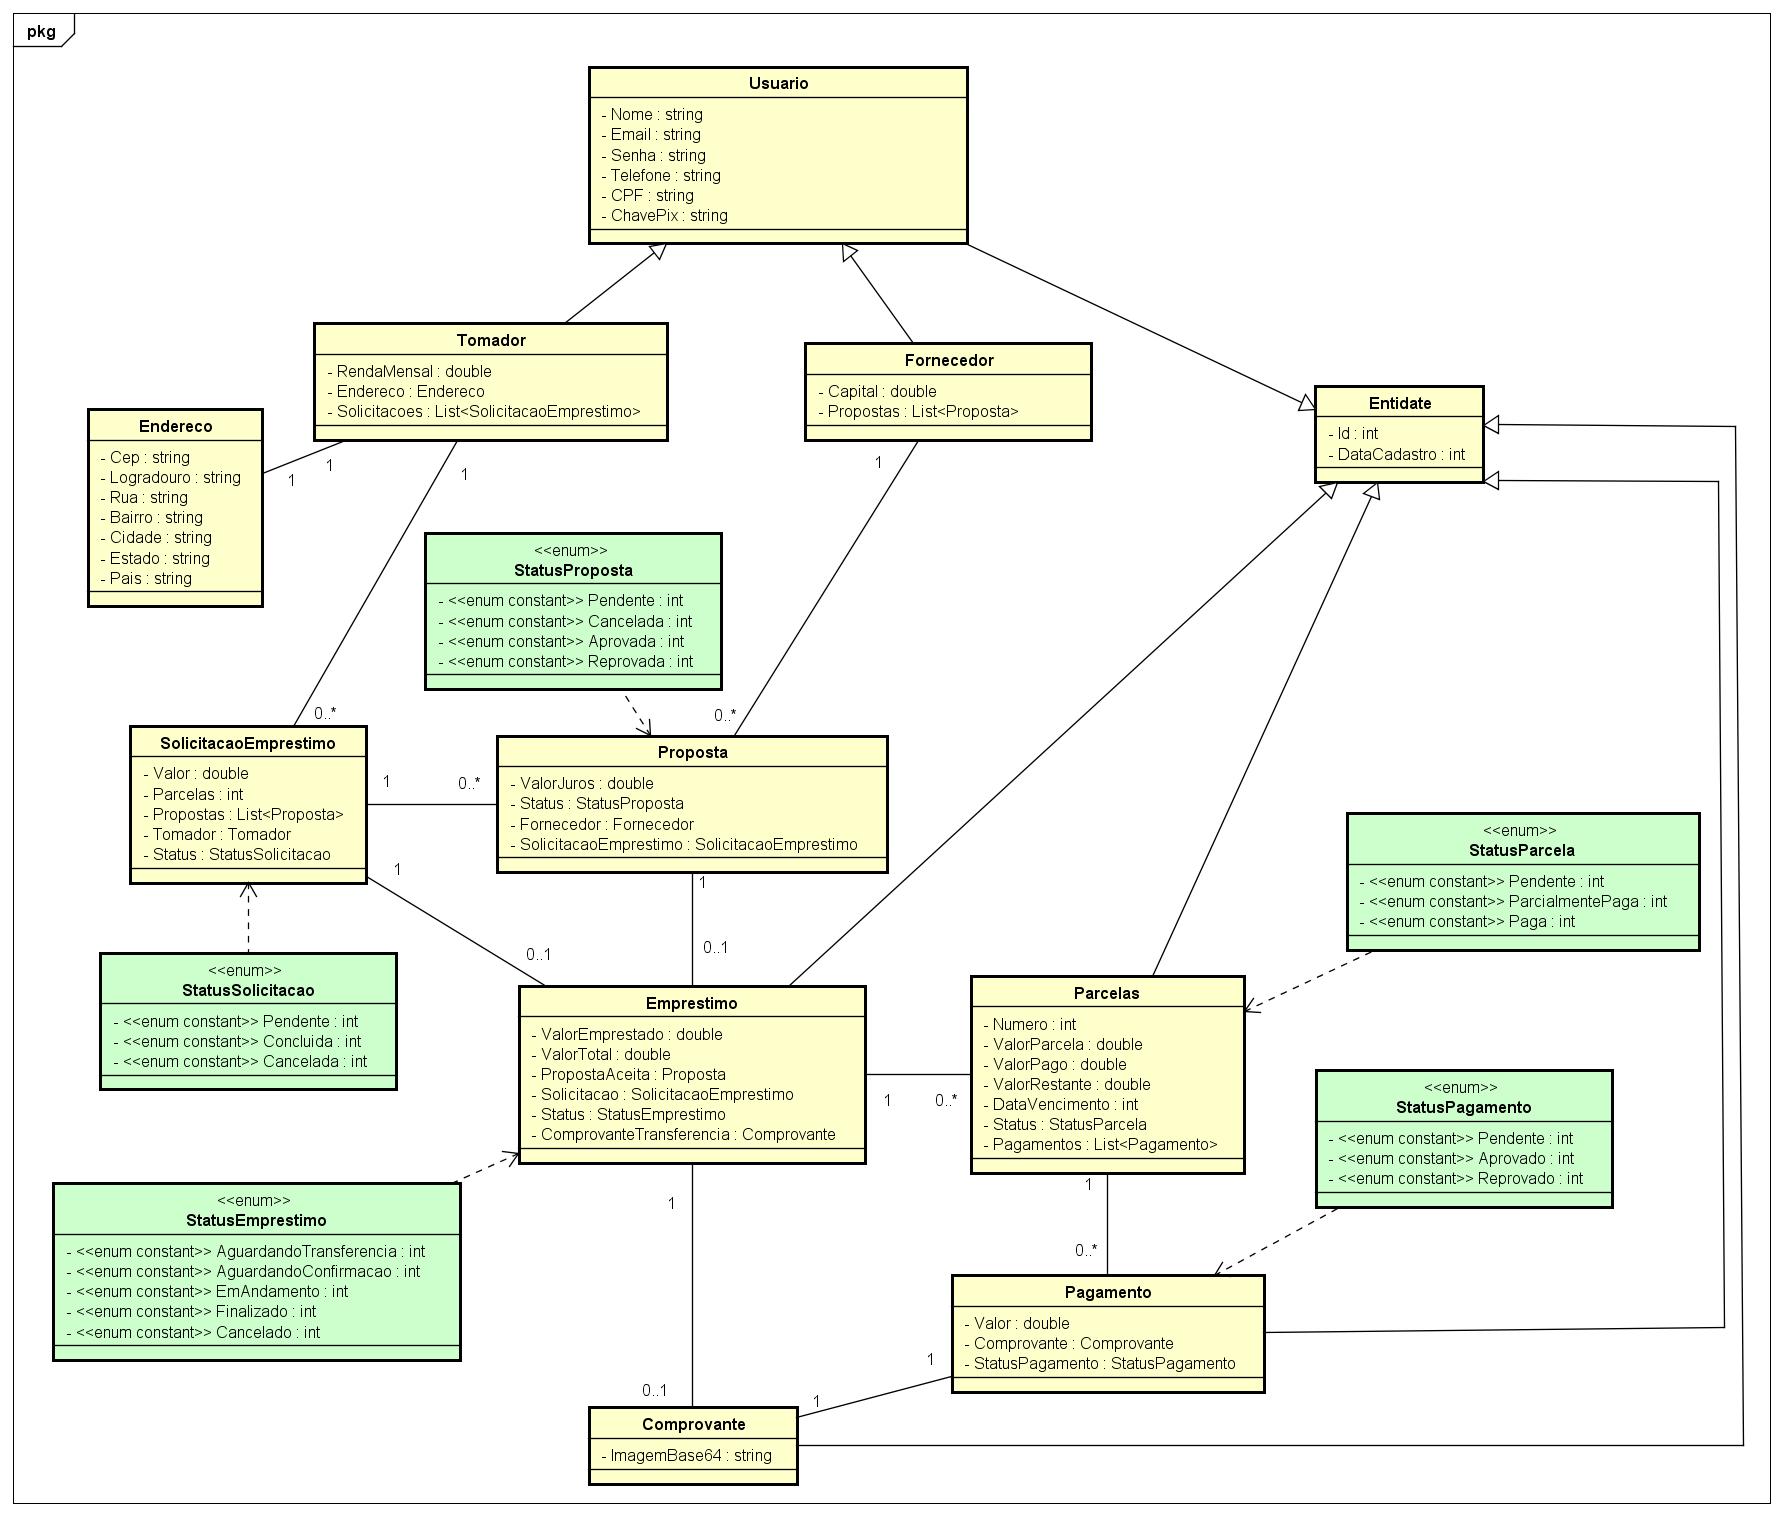 pkg
Usuario
- Nome : string
- Email : string
- Senha : string
- Telefone : string
- CPF : string
- ChavePix : string
Tomador
- RendaMensal : double
- Endereco : Endereco
- Solicitacoes : List<SolicitacaoEmprestimo>
Fornecedor
- Capital : double
- Propostas : List<Proposta>
Entidate
- Id : int
- DataCadastro : int
Endereco
- Cep : string
- Logradouro : string
- Rua : string
- Bairro : string
- Cidade : string
- Estado : string
- Pais : string
1
1
1
1
<<enum>>
StatusProposta
- <<enum constant>> Pendente : int
- <<enum constant>> Cancelada : int
- <<enum constant>> Aprovada : int
- <<enum constant>> Reprovada : int
0..*
0..*
SolicitacaoEmprestimo
- Valor : double
- Parcelas : int
- Propostas : List<Proposta>
- Tomador : Tomador
- Status : StatusSolicitacao
1
0..*
Proposta
- ValorJuros : double
- Status : StatusProposta
- Fornecedor : Fornecedor
- SolicitacaoEmprestimo : SolicitacaoEmprestimo
<<enum>>
StatusParcela
- <<enum constant>> Pendente : int
- <<enum constant>> ParcialmentePaga : int
- <<enum constant>> Paga : int
1
1
0..1
0..1
<<enum>>
StatusSolicitacao
- <<enum constant>> Pendente : int
- <<enum constant>> Concluida : int
- <<enum constant>> Cancelada : int
Emprestimo
- ValorEmprestado : double
- ValorTotal : double
- PropostaAceita : Proposta
- Solicitacao : SolicitacaoEmprestimo
- Status : StatusEmprestimo
- ComprovanteTransferencia : Comprovante
1
0..*
Parcelas
- Numero : int
- ValorParcela : double
- ValorPago : double
- ValorRestante : double
- DataVencimento : int
- Status : StatusParcela
- Pagamentos : List<Pagamento>
<<enum>>
StatusPagamento
- <<enum constant>> Pendente : int
- <<enum constant>> Aprovado : int
- <<enum constant>> Reprovado : int
<<enum>>
StatusEmprestimo
- <<enum constant>> AguardandoTransferencia : int
- <<enum constant>> AguardandoConfirmacao : int
- <<enum constant>> EmAndamento : int
- <<enum constant>> Finalizado : int
- <<enum constant>> Cancelado : int
1
1
0..*
Pagamento
- Valor : double
- Comprovante : Comprovante
- StatusPagamento : StatusPagamento
1
0..1
1
Comprovante
- ImagemBase64 : string